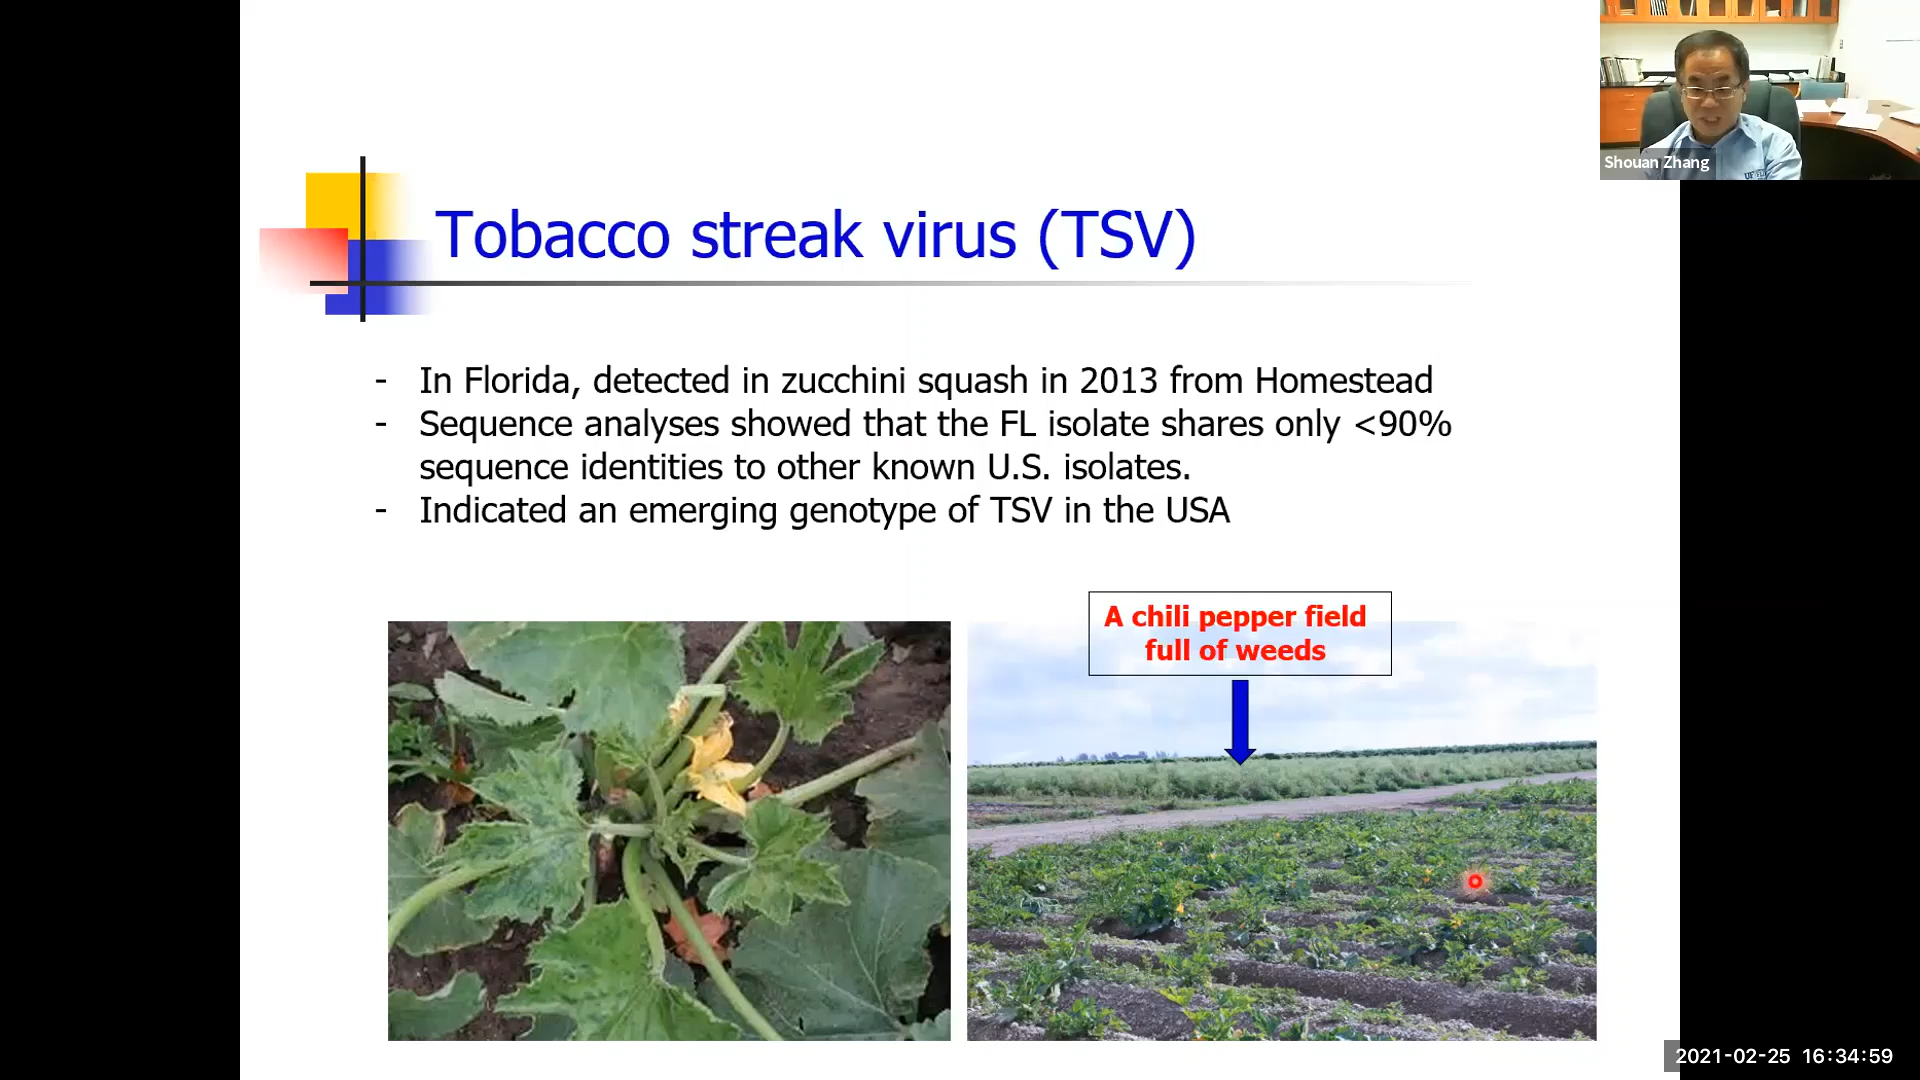 Shouan Zhang
Tobacco streak virus (TSV)
- In Florida, detected in zucchini squash in 2013 from Homestead
- Sequence analyses showed that the FL isolate shares only <90%
sequence identities to other known U.S. isolates.
- Indicated an emerging genotype of TSV in the USA
A chili pepper field
full of weeds
2021-02-25 16:34:59